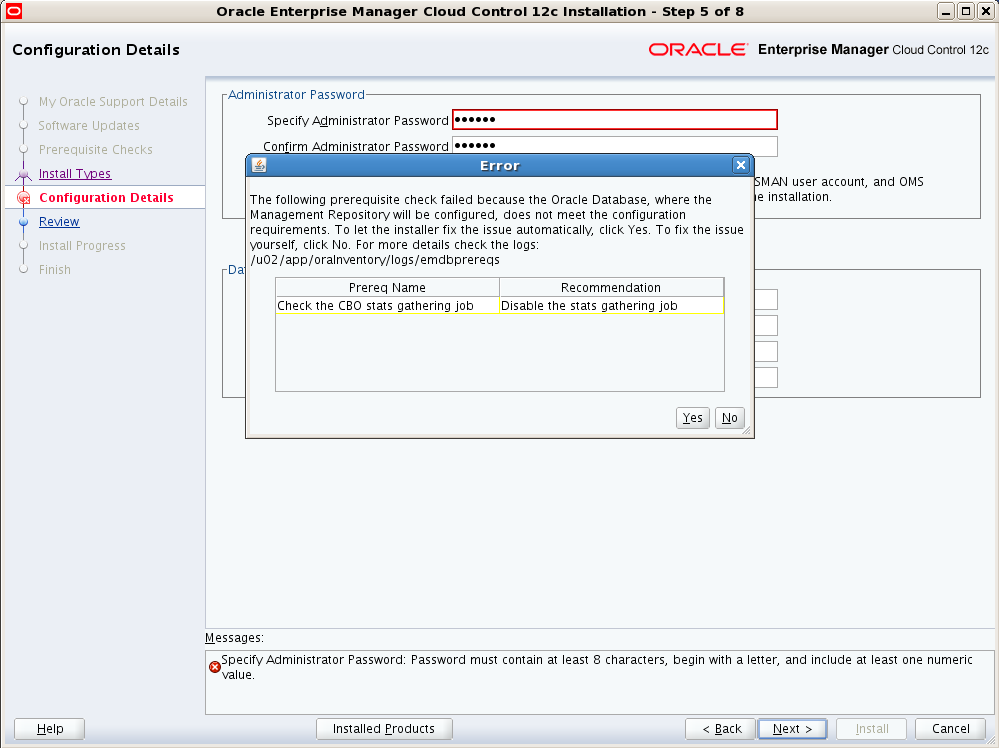 Oracle Enterprise Manager Cloud Control 12c Installation - Step 5 of 8
Configuration Details
ORACLE Enterprise Manager Cloud Control 12c
My Oracle Support Details
Software Updates
Prerequisite Checks
Install Types
Configuration Details
Review
Install Progress
Finish
Administrator Password
Specify Administrator Password ••••••
Confirm Administrator Password ••••••
SMAN user account, and OMS
e installation.
Da
Error
The following prerequisite check failed because the Oracle Database, where the
Management Repository will be configured, does not meet the configuration
requirements. To let the installer fix the issue automatically, click Yes. To fix the issue
yourself, click No. For more details check the logs:
/u02/app/oraInventory/logs/emdbprereqs
Prereq Name Recommendation
Check the CBO stats gathering job Disable the stats gathering job
Yes No
Messages:
Specify Administrator Password: Password must contain at least 8 characters, begin with a letter, and include at least one numeric
value.
Help Installed Products < Back Next > Install Cancel